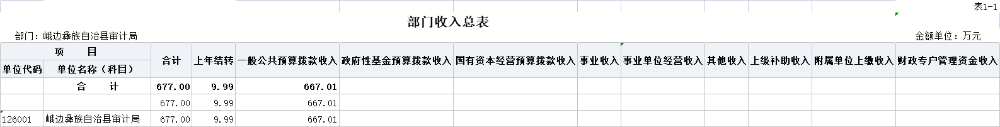 表1-1
部门收入总表
部门：峨边彝族自治县审计局 金额单位：万元
项 目 合计 上年结转 一般公共预算拨款收入 政府性基金预算拨款收入 国有资本经营预算拨款收入 事业收入 事业单位经营收入 其他收入 上级补助收入 附属单位上缴收入 财政专户管理资金收入
单位代码 单位名称（科目）
合 计 677.00 9.99 667.01
677.00 9.99 667.01
126001 峨边彝族自治县审计局 677.00 9.99 667.01